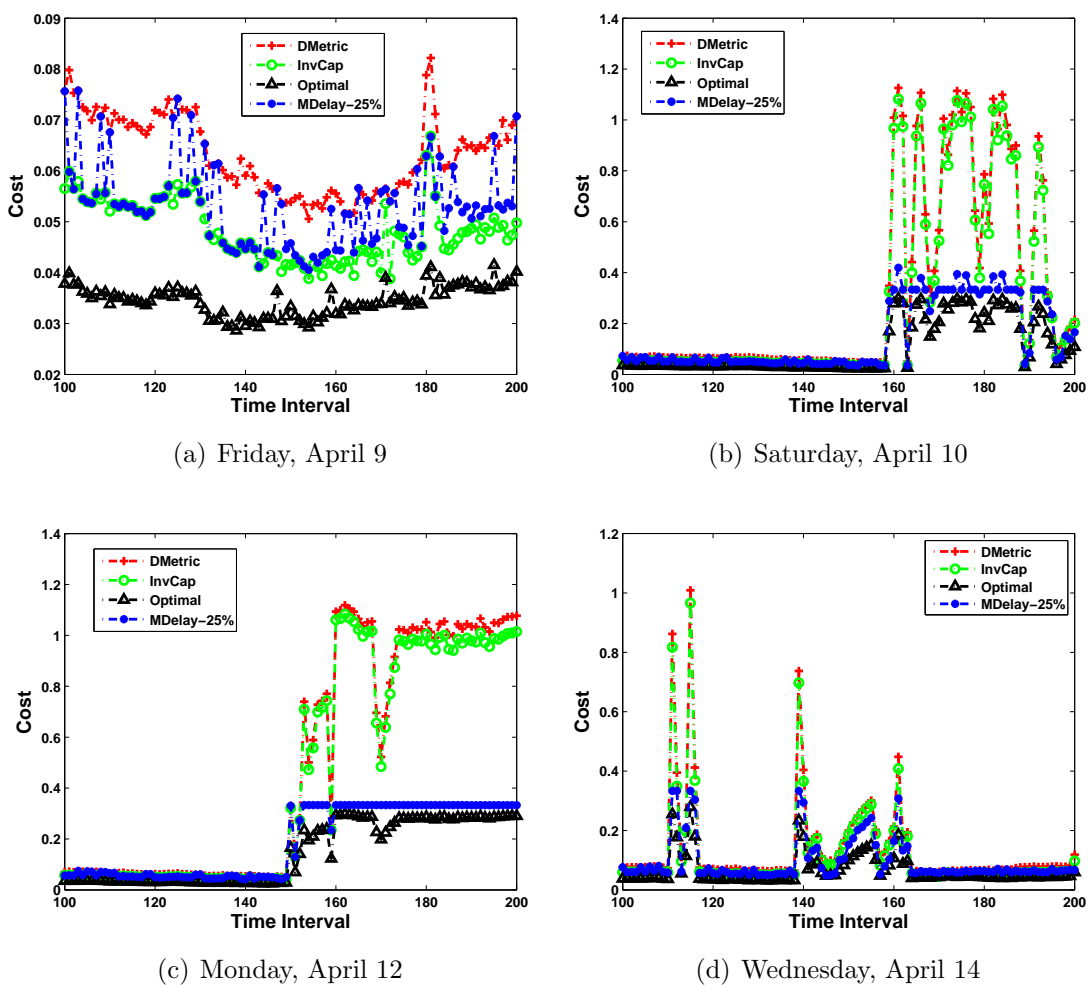 0.09
0.08
0.07
0.06
0.05
0.04
0.03
0.02
Cost
DMetric
InvCap
Optimal
MDelay−25%
100 120 140 160 180 200
Time Interval
(a) Friday, April 9
1.4
1.2
1
0.8
0.6
0.4
0.2
0
Cost
DMetric
InvCap
Optimal
MDelay−25%
100 120 140 160 180 200
Time Interval
(b) Saturday, April 10
1.4
1.2
1
0.8
0.6
0.4
0.2
0
Cost
DMetric
InvCap
Optimal
MDelay−25%
100 120 140 160 180 200
Time Interval
(c) Monday, April 12
1.2
1
0.8
0.6
0.4
0.2
0
Cost
DMetric
InvCap
Optimal
MDelay−25%
100 120 140 160 180 200
Time Interval
(d) Wednesday, April 14